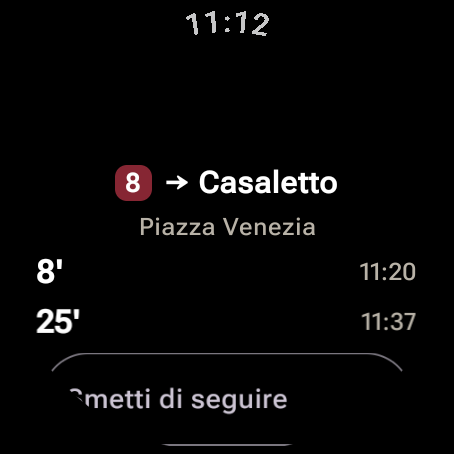 11:12
8 → Casaletto
Piazza Venezia
8' 11:20
25' 11:37
Smetti di seguire